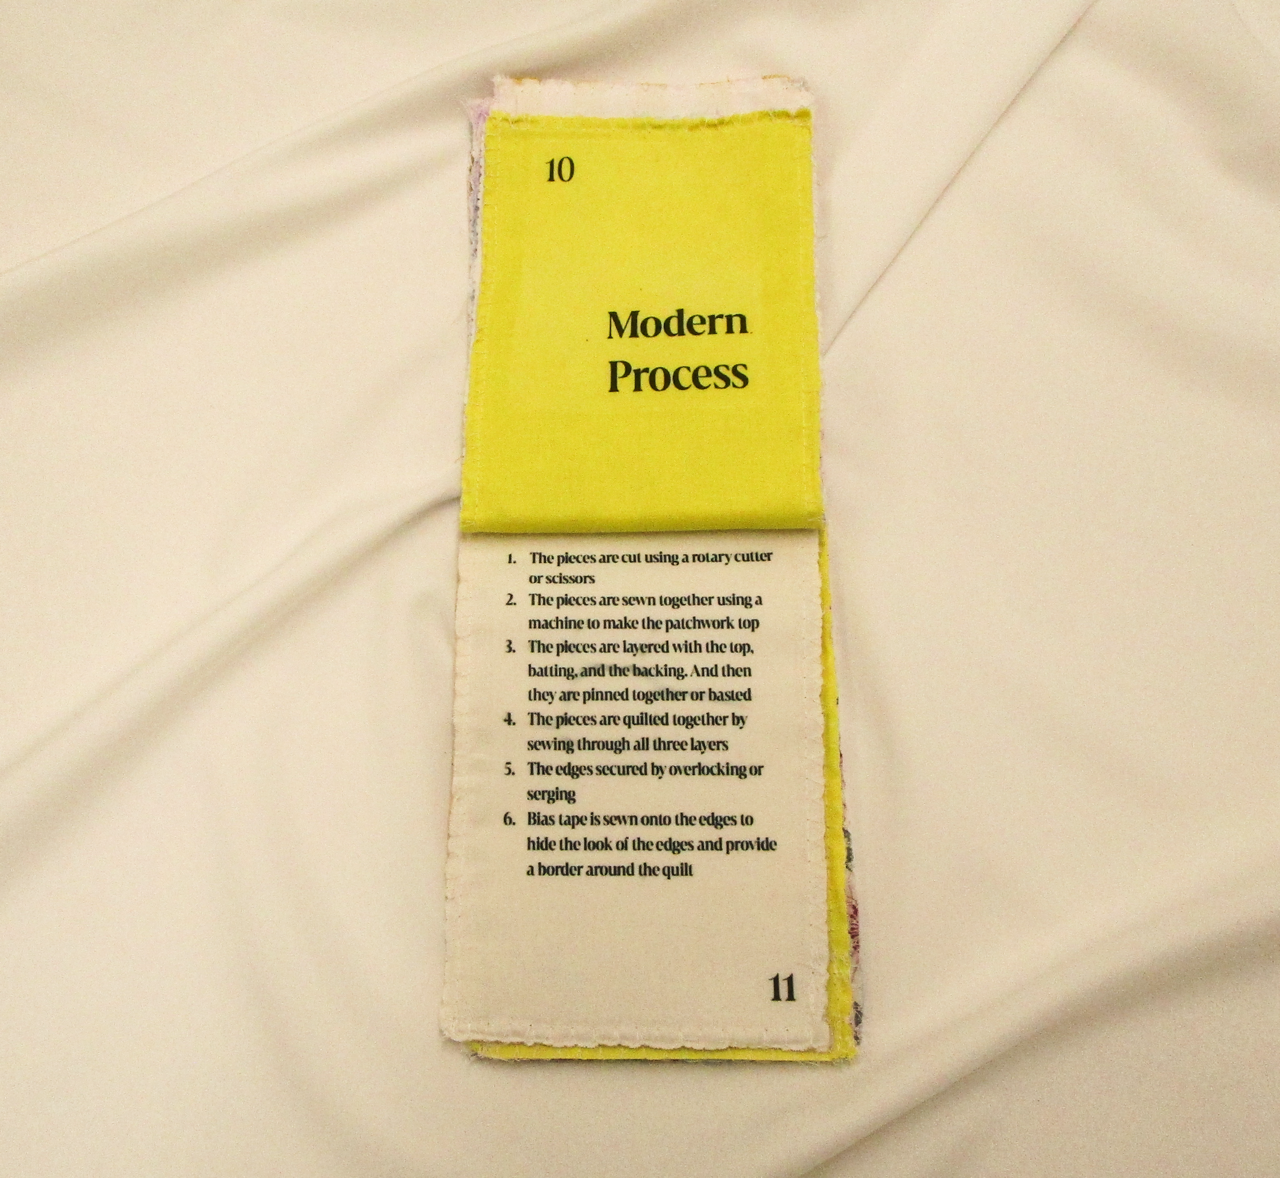 10
Modern
Process
1. The pieces are cut using a rotary cutter
or scissors
2. The pieces are sewn together using a
machine to make the patchwork top
3. The pieces are layered with the top,
batting, and the backing. And then
they are pinned together or basted
4. The pieces are quilted together by
sewing through all three layers
5. The edges secured by overlocking or
serging
6. Bias tape is sewn onto the edges to
hide the look of the edges and provide
a border around the quilt
11